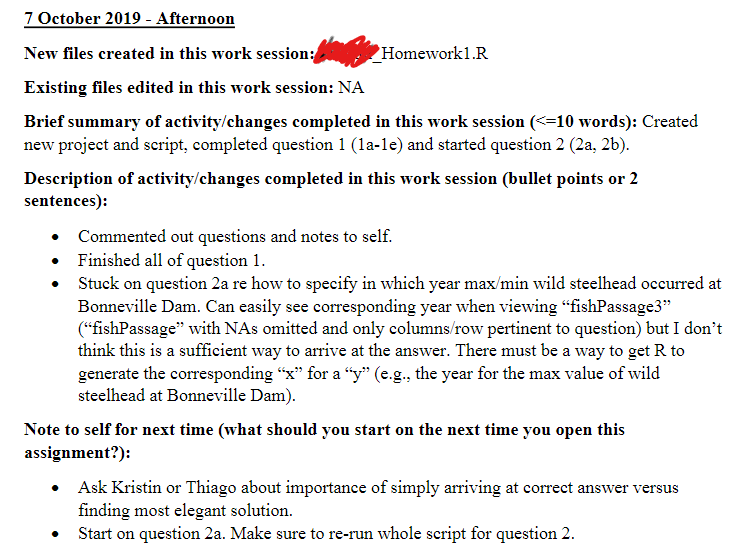 7 October 2019 - Afternoon
New files created in this work session: _Homework1.R
Existing files edited in this work session: NA
Brief summary of activity/changes completed in this work session (<=10 words): Created
new project and script, completed question 1 (1a-1e) and started question 2 (2a, 2b).
Description of activity/changes completed in this work session (bullet points or 2
sentences):
• Commented out questions and notes to self.
• Finished all of question 1.
• Stuck on question 2a re how to specify in which year max/min wild steelhead occurred at
Bonneville Dam. Can easily see corresponding year when viewing “fishPassage3”
(“fishPassage” with NAs omitted and only columns/row pertinent to question) but I don’t
think this is a sufficient way to arrive at the answer. There must be a way to get R to
generate the corresponding “x” for a “y” (e.g., the year for the max value of wild
steelhead at Bonneville Dam).
Note to self for next time (what should you start on the next time you open this
assignment?):
• Ask Kristin or Thiago about importance of simply arriving at correct answer versus
finding most elegant solution.
• Start on question 2a. Make sure to re-run whole script for question 2.